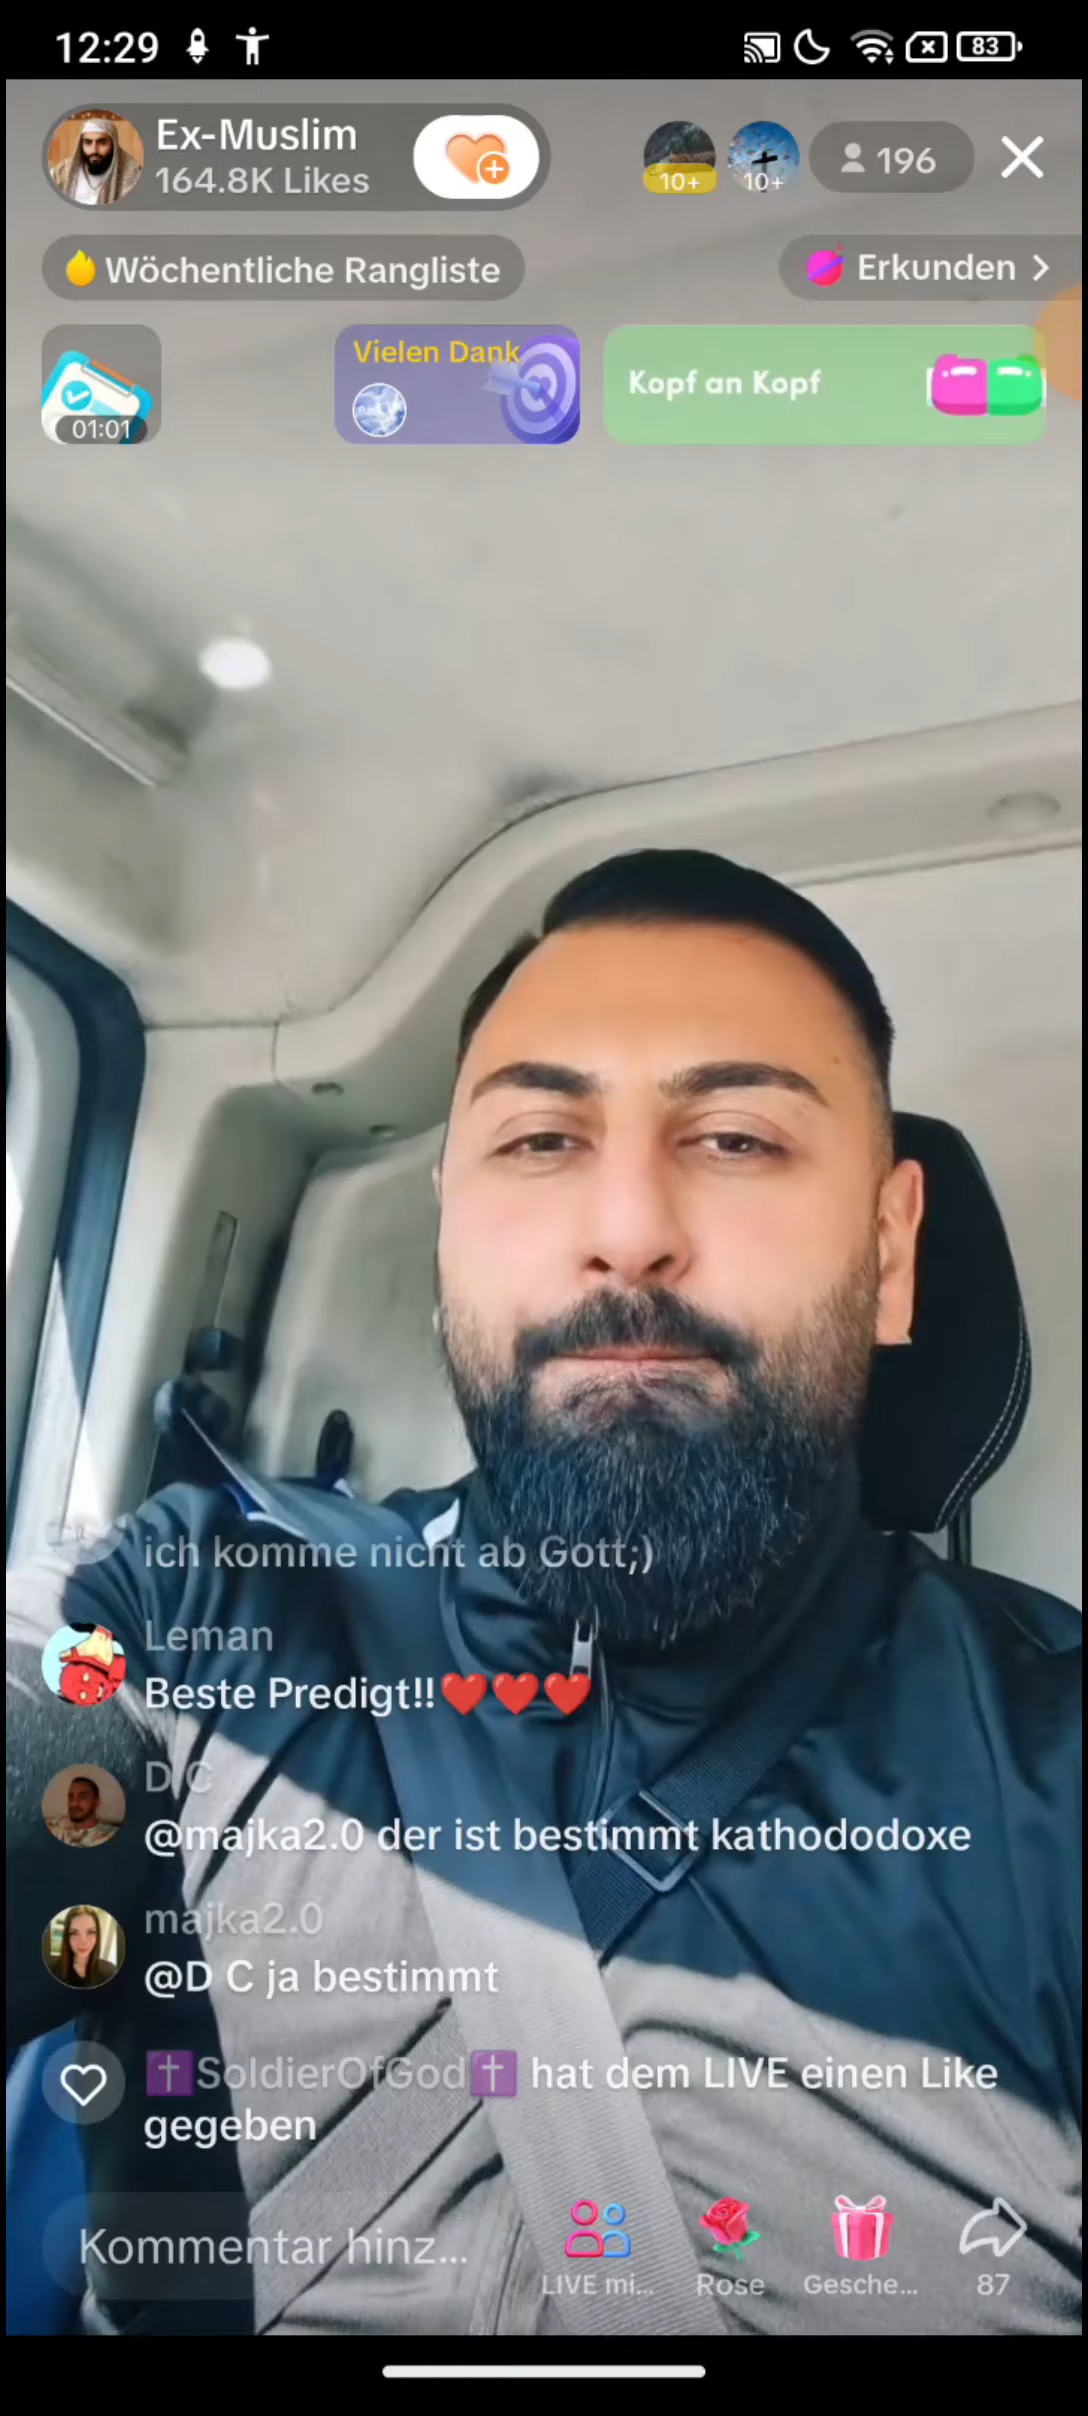 12:29
83
Ex-Muslim
164.8K Likes
10+
10+
196
Wöchentliche Rangliste
Erkunden >
01:01
Vielen Dank
Kopf an Kopf
ich komme nicht ab Gott;)
Leman
Beste Predigt!!❤️❤️❤️
D C
@majka2.0 der ist bestimmt kathododoxe
majka2.0
@D C ja bestimmt
✝️SoldierOfGod✝️ hat dem LIVE einen Like
gegeben
Kommentar hinz...
LIVE mi...
Rose
Gesche...
87